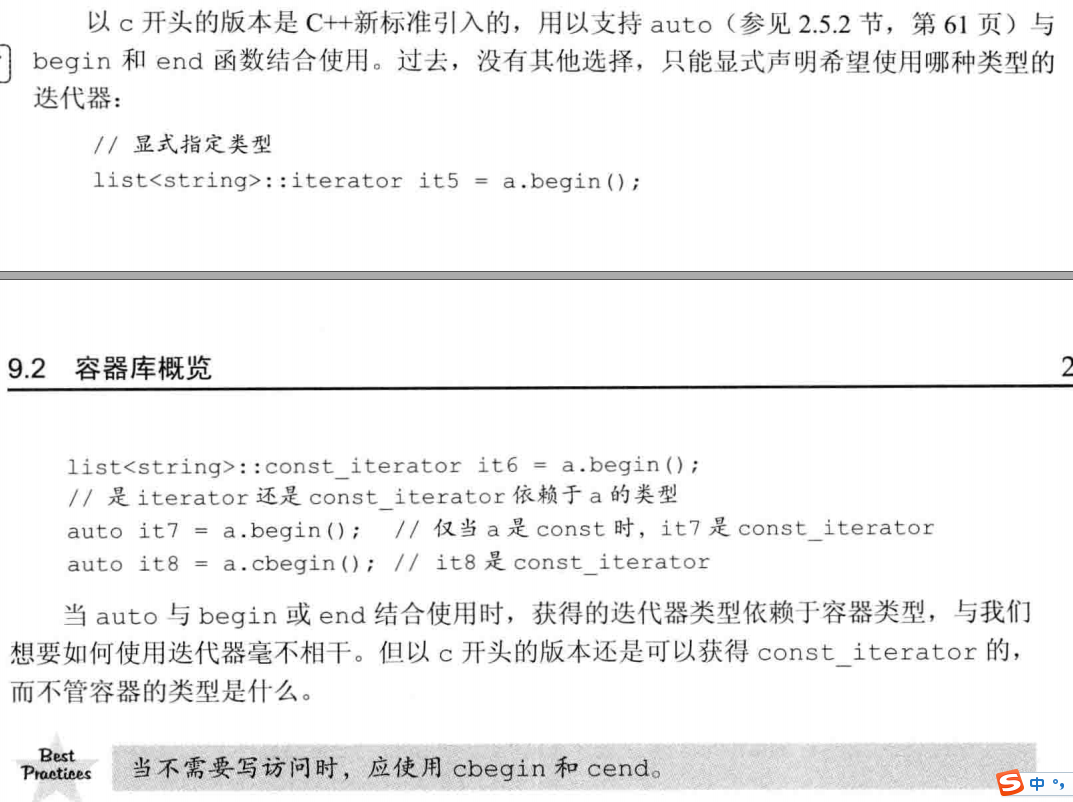 以 c 开头的版本是 C++新标准引入的，用以支持 auto（参见 2.5.2 节，第 61 页）与
begin 和 end 函数结合使用。过去，没有其他选择，只能显式声明希望使用哪种类型的
迭代器：
// 显式指定类型
list<string>::iterator it5 = a.begin();
9.2 容器库概览
2
list<string>::const_iterator it6 = a.begin();
// 是 iterator 还是 const_iterator 依赖于 a 的类型
auto it7 = a.begin(); // 仅当 a 是 const 时，it7 是 const_iterator
auto it8 = a.cbegin(); // it8 是 const_iterator
当 auto 与 begin 或 end 结合使用时，获得的迭代器类型依赖于容器类型，与我们
想要如何使用迭代器毫不相干。但以 c 开头的版本还是可以获得 const_iterator 的，
而不管容器的类型是什么。
Best
Practices
当不需要写访问时，应使用 cbegin 和 cend。
S 中 °,